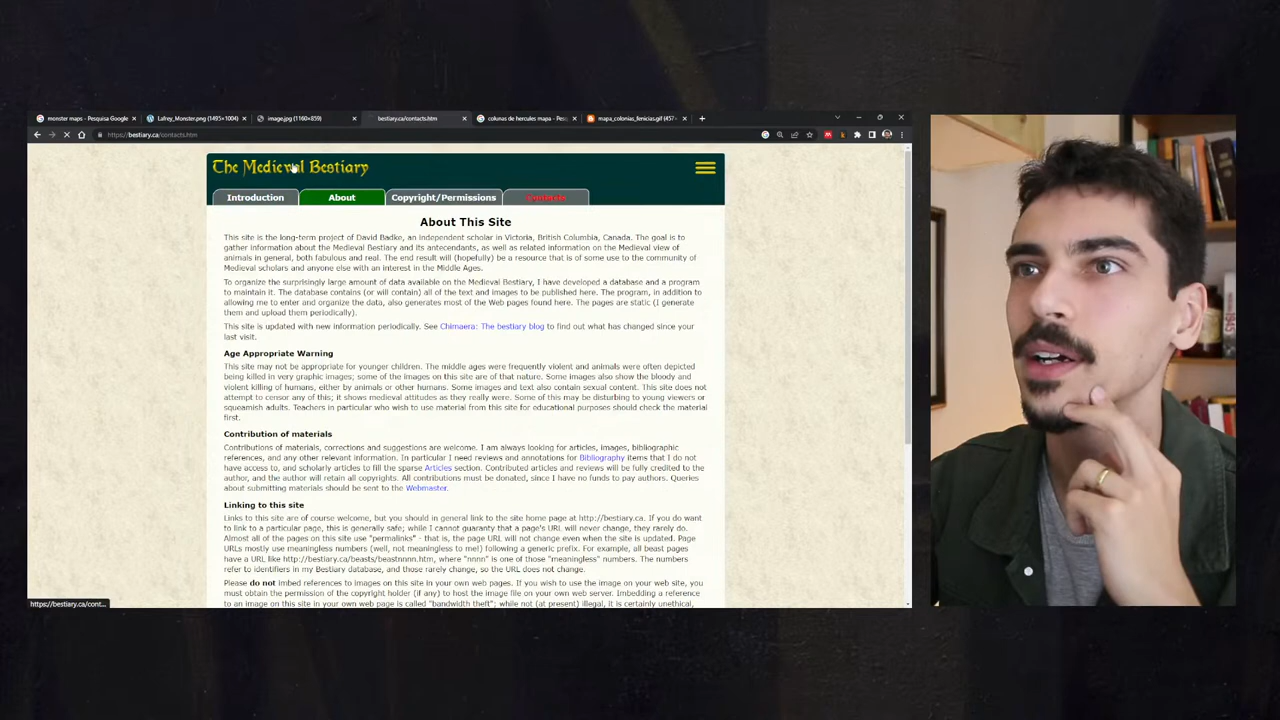 monster maps - Pesquisa Google
Lafrey_Monster.png (1495×1004)
image.jpg (1160×859)
bestiary.ca/contacts.htm
colunas de hercules mapa - Pesqu
mapa_colonias_fenicias.gif (457×
https://bestiary.ca/contacts.htm
The Medieval Bestiary
Introduction
About
Copyright/Permissions
Contacts
About This Site
This site is the long-term project of David Badke, an independent scholar in Victoria, British Columbia, Canada. The goal is to
gather information about the Medieval Bestiary and its antecendants, as well as related information on the Medieval view of
animals in general, both fabulous and real. The end result will (hopefully) be a resource that is of some use to the community of
Medieval scholars and anyone else with an interest in the Middle Ages.
To organize the surprisingly large amount of data available on the Medieval Bestiary, I have developed a database and a program
to maintain it. The database contains (or will contain) all of the text and images to be published here. The program, in addition to
allowing me to enter and organize the data, also generates most of the Web pages found here. The pages are static (I generate
them and upload them periodically).
This site is updated with new information periodically. See Chimaera: The bestiary blog to find out what has changed since your
last visit.
Age Appropriate Warning
This site may not be appropriate for younger children. The middle ages were frequently violent and animals were often depicted
being killed in very graphic images; some of the images on this site are of that nature. Some images also show the bloody and
violent killing of humans, either by animals or other humans. Some images and text also contain sexual content. This site does not
attempt to censor any of this; it shows medieval attitudes as they really were. Some of this may be disturbing to young viewers or
squeamish adults. Teachers in particular who wish to use material from this site for educational purposes should check the material
first.
Contribution of materials
Contributions of materials, corrections and suggestions are welcome. I am always looking for articles, images, bibliographic
references, and any other relevant information. In particular I need reviews and annotations for Bibliography items that I do not
have access to, and scholarly articles to fill the sparse Articles section. Contributed articles and reviews will be fully credited to the
author, and the author will retain all copyrights. All contributions must be donated, since I have no funds to pay authors. Queries
about submitting materials should be sent to the Webmaster.
Linking to this site
Links to this site are of course welcome, but you should in general link to the site home page at http://bestiary.ca. If you do want
to link to a particular page, this is generally safe; while I cannot guaranty that a page's URL will never change, they rarely do.
Almost all of the pages on this site use "permalinks" - that is, the page URL will not change even when the site is updated. Page
URLs mostly use meaningless numbers (well, not meaningless to me!) following a generic prefix. For example, all beast pages
have a URL like http://bestiary.ca/beasts/beastnnnn.htm, where "nnnn" is one of those "meaningless" numbers. The numbers
refer to identifiers in my Bestiary database, and those rarely change, so the URL does not change.
Please do not imbed references to images on this site in your own web pages. If you wish to use the image on your web site, you
must obtain the permission of the copyright holder (if any) to host the image file on your own web server. Imbedding a reference
to an image on this site in your own web page is called "bandwidth theft"; while not (at present) illegal, it is certainly unethical,
https://bestiary.ca/cont...
1945